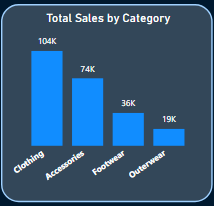 Total Sales by Category
104K
74K
36K
19K
Clothing
Accessories
Footwear
Outerwear